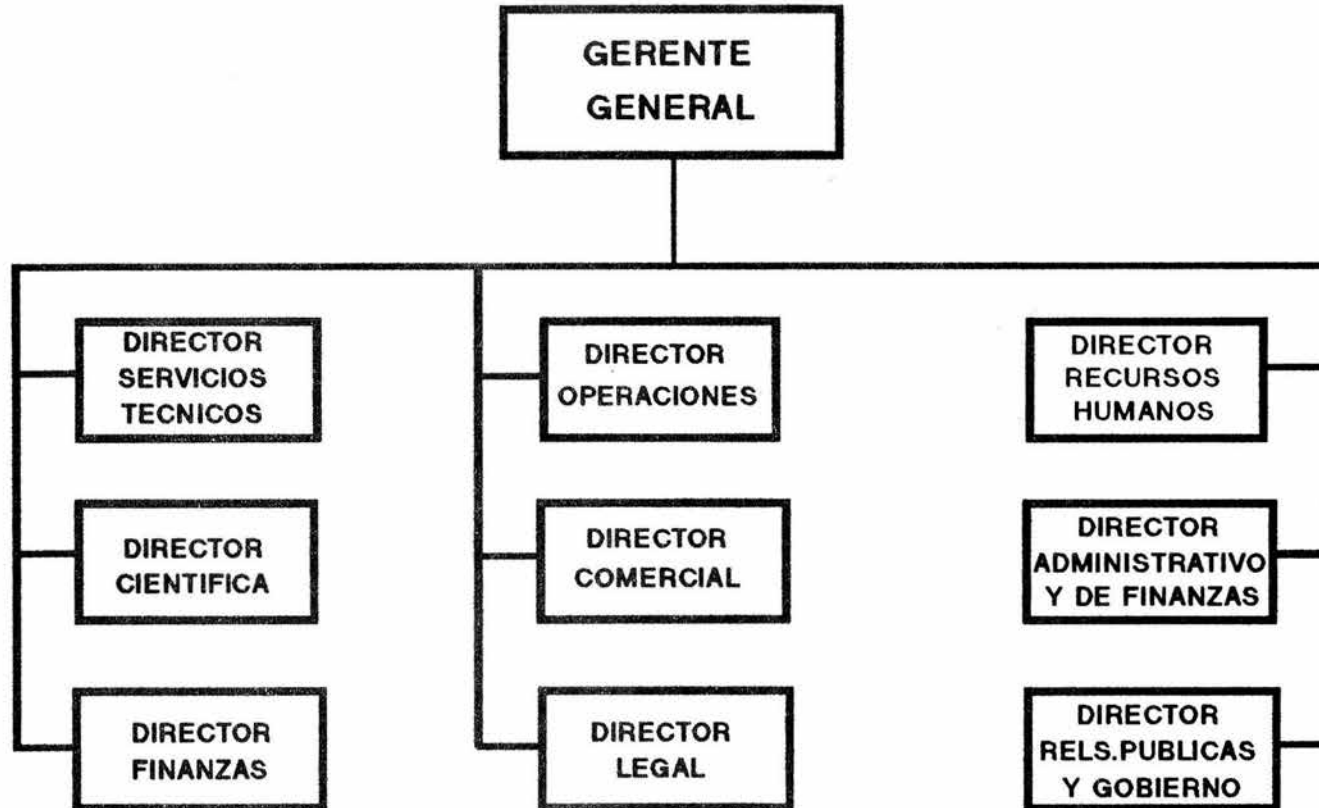 GERENTE
GENERAL
DIRECTOR
SERVICIOS
TECNICOS
DIRECTOR
OPERACIONES
DIRECTOR
RECURSOS
HUMANOS
DIRECTOR
CIENTIFICA
DIRECTOR
COMERCIAL
DIRECTOR
ADMINISTRATIVO
Y DE FINANZAS
DIRECTOR
FINANZAS
DIRECTOR
LEGAL
DIRECTOR
RELS.PUBLICAS
Y GOBIERNO